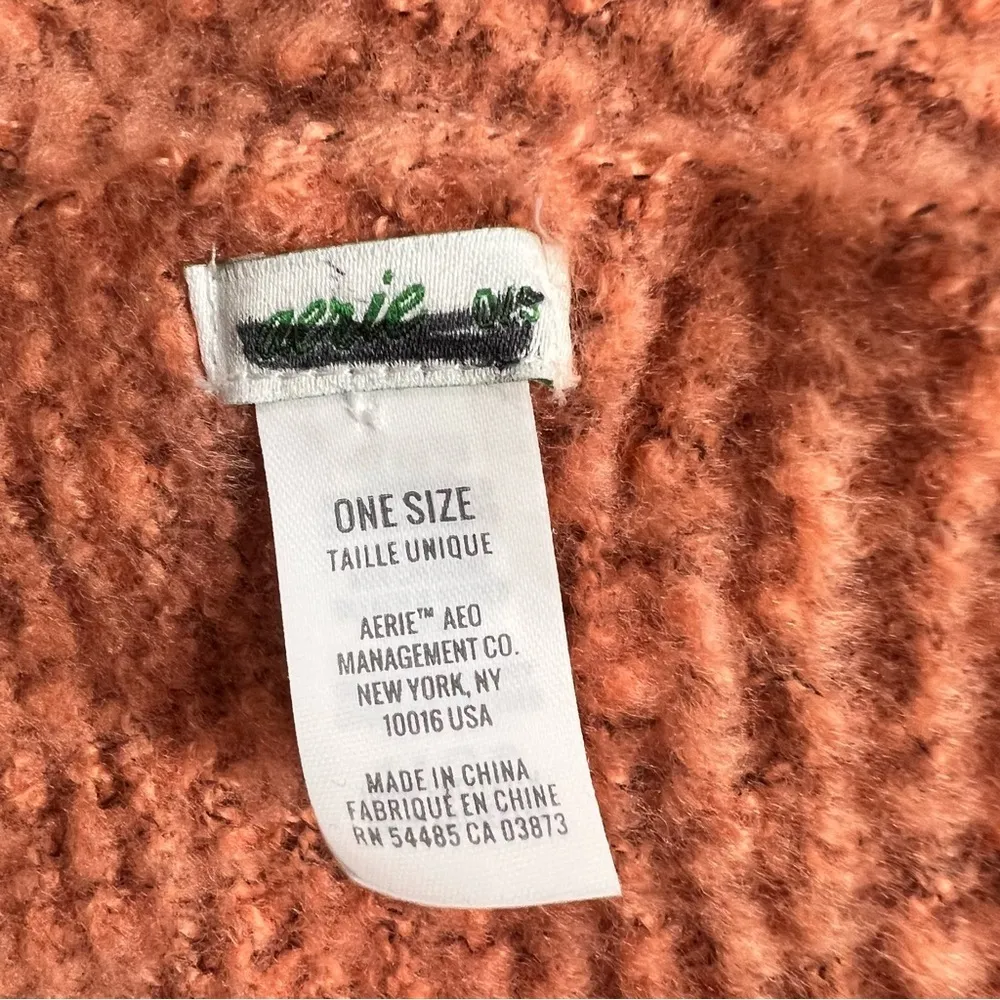 aerie O/S
ONE SIZE
TAILLE UNIQUE
AERIE™ AEO
MANAGEMENT CO.
NEW YORK, NY
10016 USA
MADE IN CHINA
FABRIQUÉ EN CHINE
RN 54485 CA 03873